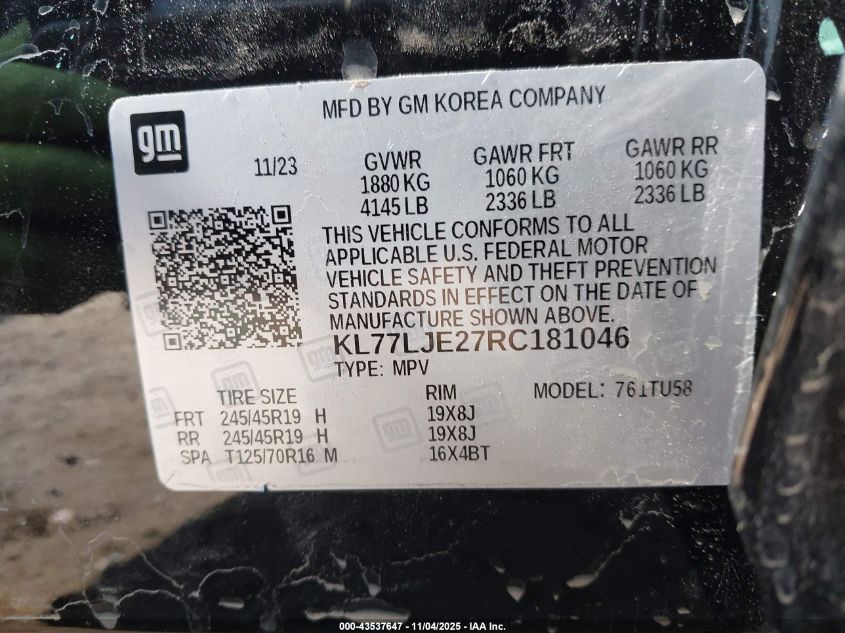 MFD BY GM KOREA COMPANY
gm
11/23
GVWR GAWR FRT GAWR RR
1880 KG 1060 KG 1060 KG
4145 LB 2336 LB 2336 LB
THIS VEHICLE CONFORMS TO ALL
APPLICABLE U.S. FEDERAL MOTOR
VEHICLE SAFETY AND THEFT PREVENTION
STANDARDS IN EFFECT ON THE DATE OF
MANUFACTURE SHOWN ABOVE.
KL77LJE27RC181046
TYPE: MPV
TIRE SIZE RIM MODEL: 761TU58
FRT 245/45R19 H 19X8J
RR 245/45R19 H 19X8J
SPA T125/70R16 M 16X4BT
000-43537647 - 11/04/2025 - IAA Inc.